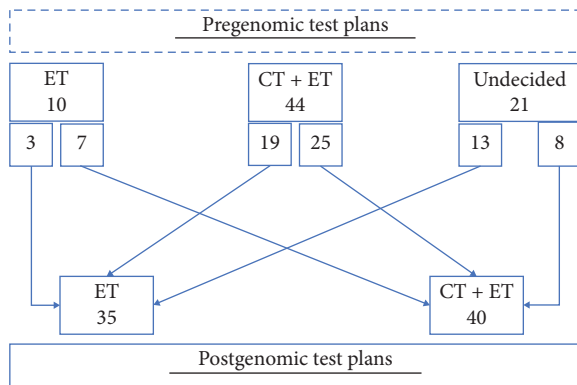 Pregenomic test plans
ET
10
CT + ET
44
Undecided
21
3
7
19
25
13
8
ET
35
CT + ET
40
Postgenomic test plans